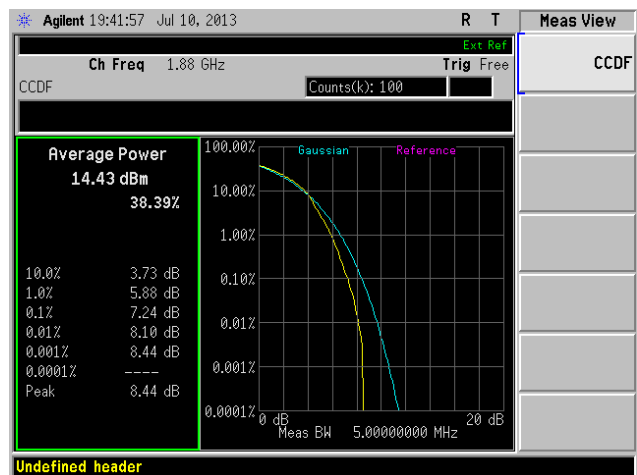 Agilent 19:41:57 Jul 10, 2013 R T
Meas View
Ext Ref
Ch Freq 1.88 GHz Trig Free
CCDF
CCDF Counts(k): 100
Average Power
14.43 dBm
38.39%
10.0% 3.73 dB
1.0% 5.88 dB
0.1% 7.24 dB
0.01% 8.10 dB
0.001% 8.44 dB
0.0001% ----
Peak 8.44 dB
Gaussian Reference
100.00%
10.00%
1.00%
0.10%
0.01%
0.001%
0.0001%
0 dB 20 dB
Meas BW 5.00000000 MHz
Undefined header